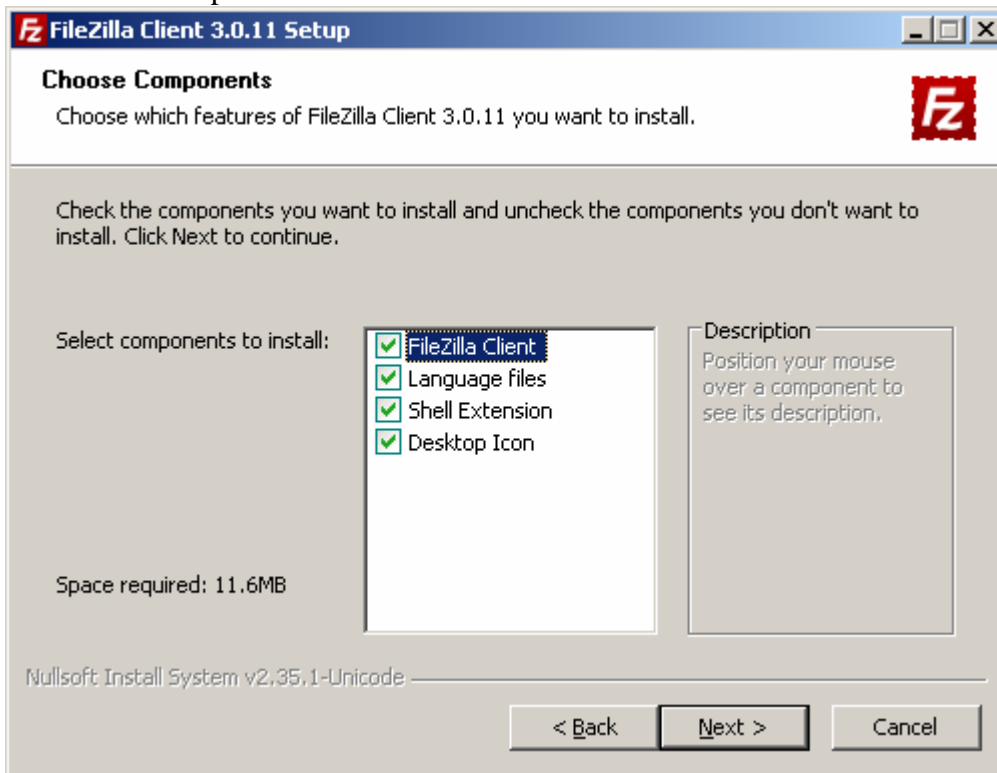 FileZilla Client 3.0.11 Setup
Choose Components
Choose which features of FileZilla Client 3.0.11 you want to install.
Fz
Check the components you want to install and uncheck the components you don't want to
install. Click Next to continue.
Select components to install:
FileZilla Client
Language files
Shell Extension
Desktop Icon
Description
Position your mouse
over a component to
see its description.
Space required: 11.6MB
Nullsoft Install System v2.35.1-Unicode
< Back
Next >
Cancel